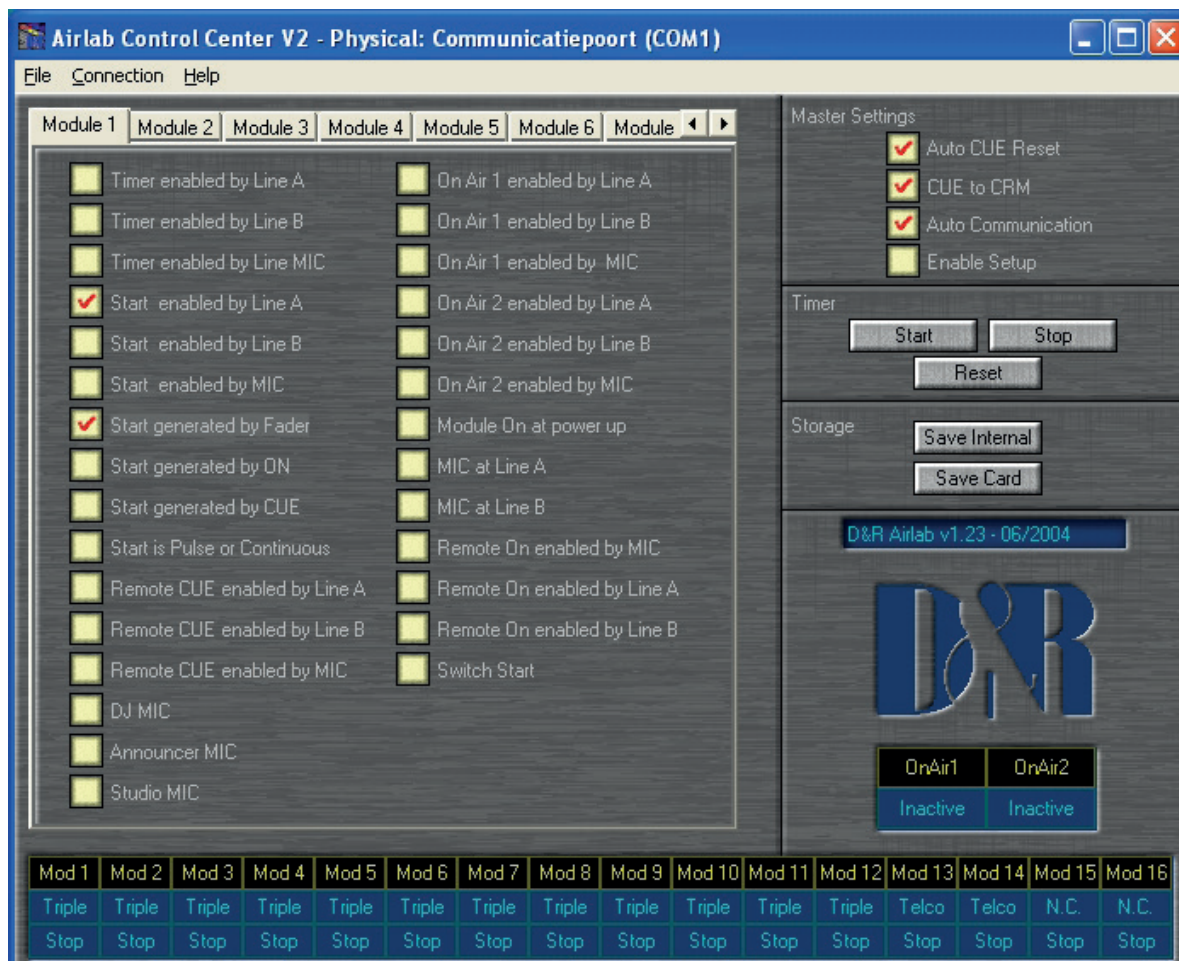 Airlab Control Center V2 - Physical: Communicatiepoort (COM1)
File Connection Help
Module 1 Module 2 Module 3 Module 4 Module 5 Module 6 Module
Timer enabled by Line A
Timer enabled by Line B
Timer enabled by Line MIC
Start enabled by Line A
Start enabled by Line B
Start enabled by MIC
Start generated by Fader
Start generated by ON
Start generated by CUE
Start is Pulse or Continuous
Remote CUE enabled by Line A
Remote CUE enabled by Line B
Remote CUE enabled by MIC
DJ MIC
Announcer MIC
Studio MIC
On Air 1 enabled by Line A
On Air 1 enabled by Line B
On Air 1 enabled by MIC
On Air 2 enabled by Line A
On Air 2 enabled by Line B
On Air 2 enabled by MIC
Module On at power up
MIC at Line A
MIC at Line B
Remote On enabled by MIC
Remote On enabled by Line A
Remote On enabled by Line B
Switch Start
Master Settings
Auto CUE Reset
CUE to CRM
Auto Communication
Enable Setup
Timer
Start Stop
Reset
Storage
Save Internal
Save Card
D&R Airlab v1.23 - 06/2004
D&R
OnAir1 OnAir2
Inactive Inactive
Mod 1 Mod 2 Mod 3 Mod 4 Mod 5 Mod 6 Mod 7 Mod 8 Mod 9 Mod 10 Mod 11 Mod 12 Mod 13 Mod 14 Mod 15 Mod 16
Triple Triple Triple Triple Triple Triple Triple Triple Triple Triple Triple Triple Telco Telco N.C. N.C.
Stop Stop Stop Stop Stop Stop Stop Stop Stop Stop Stop Stop Stop Stop Stop Stop